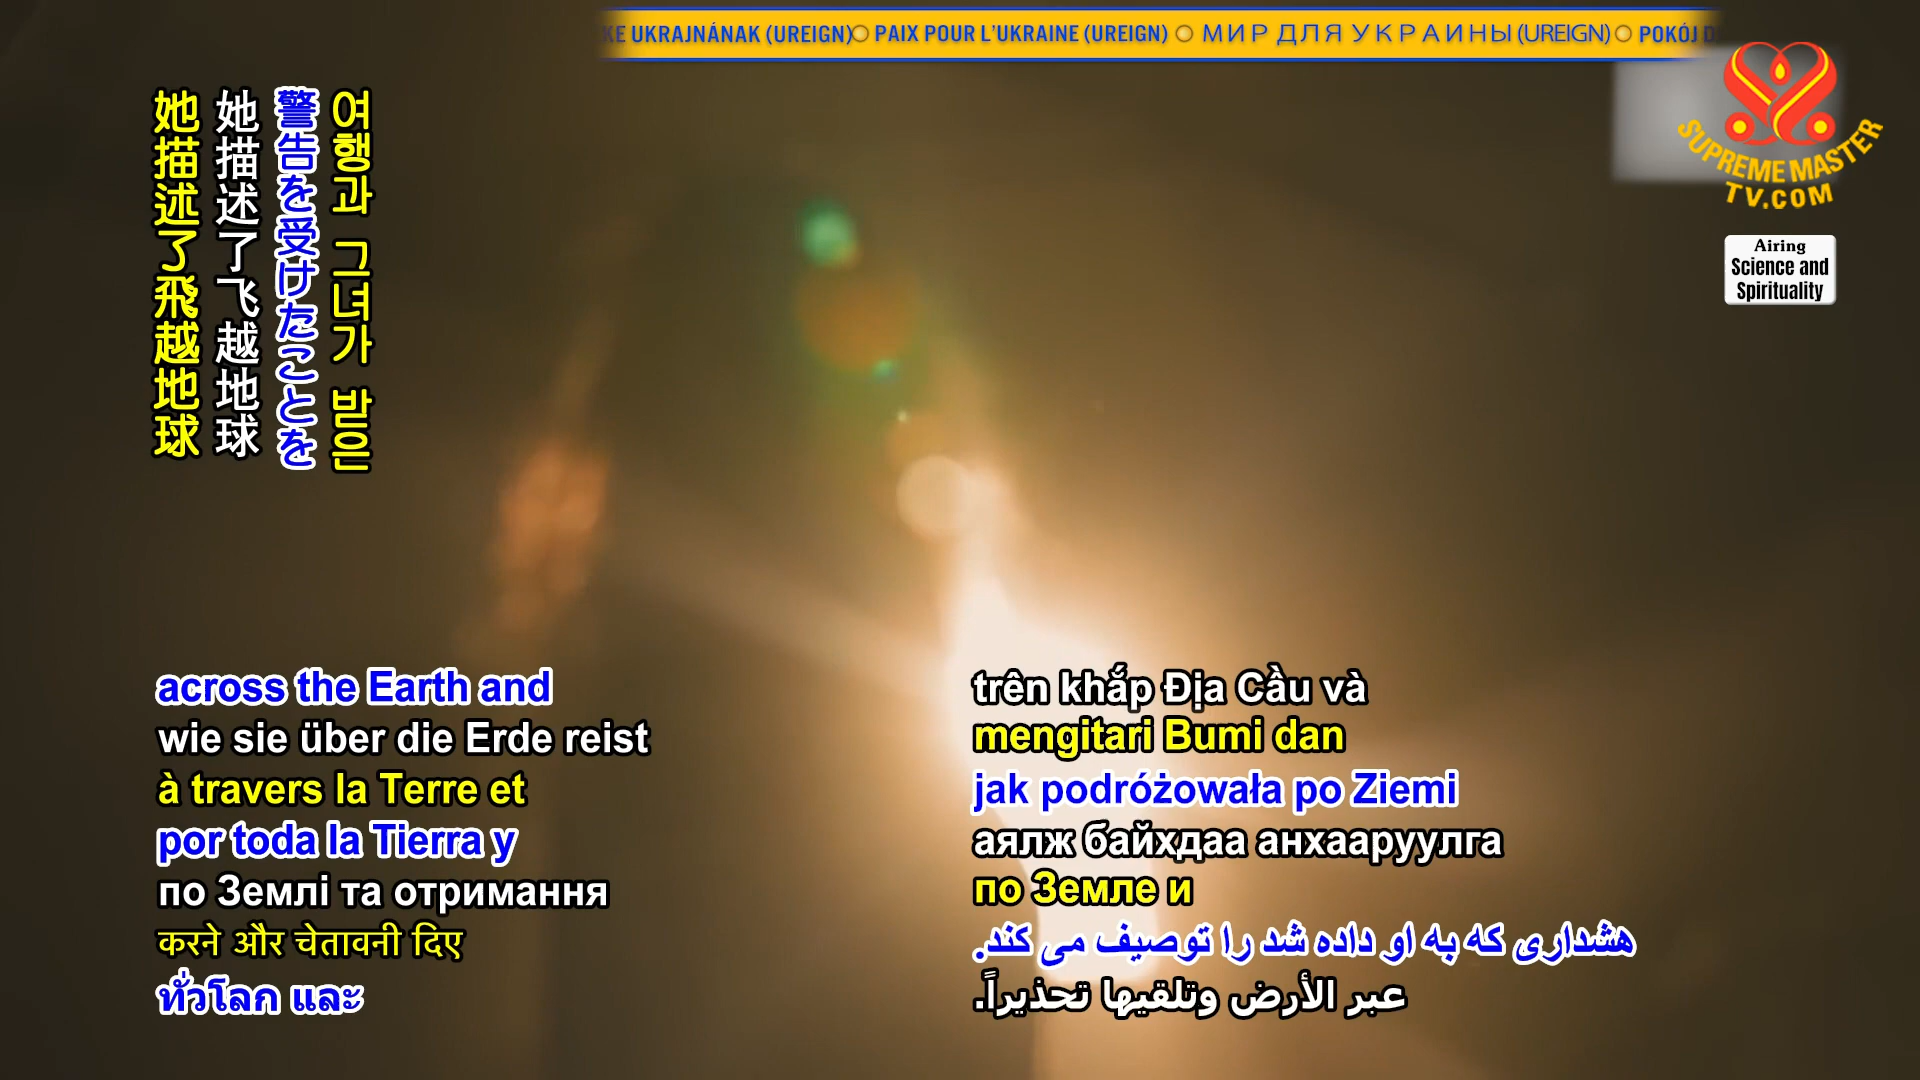 UKRAJNÁNAK (UREIGN) PAIX POUR L'UKRAINE (UREIGN) МИР ДЛЯ УКРАИНЫ (UREIGN) POKÓJ
SUPREME MASTER
TV.COM
Airing
Science and
Spirituality
여행과 그녀가 받은
警告を受けたことを
她描述了飞越地球
她描述了飛越地球
across the Earth and
wie sie über die Erde reist
à travers la Terre et
por toda la Tierra y
по Землі та отримання
करने और चेतावनी दिए
ทั่วโลก และ
trên khắp Địa Cầu và
mengitari Bumi dan
jak podróżowała po Ziemi
аялж байхдаа анхааруулга
по Земле и
هشداری که به او داده شد را توصیف می کند.
عبر الأرض وتلقيها تحذيراً.